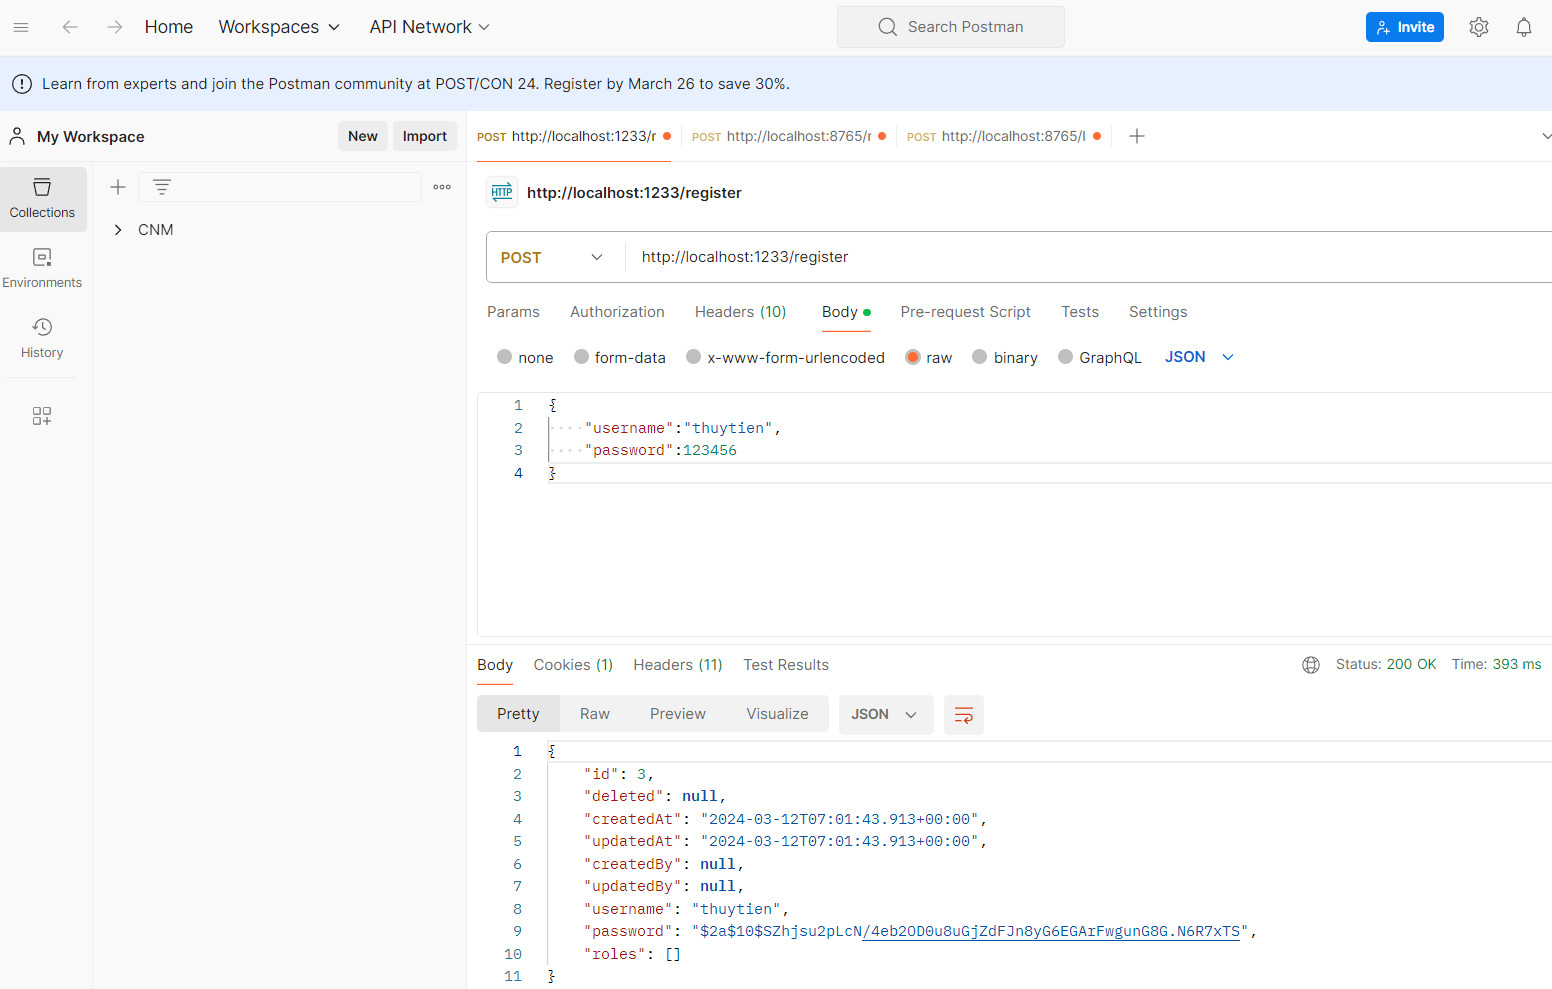 Home Workspaces API Network Search Postman Invite
Learn from experts and join the Postman community at POST/CON 24. Register by March 26 to save 30%.
My Workspace New Import
POST http://localhost:1233/r POST http://localhost:8765/r POST http://localhost:8765/l
Collections
Environments
History
CNM
HTTP http://localhost:1233/register
POST http://localhost:1233/register
Params Authorization Headers (10) Body Pre-request Script Tests Settings
none form-data x-www-form-urlencoded raw binary GraphQL JSON
1 {
2 "username":"thuytien",
3 "password":123456
4 }
Body Cookies (1) Headers (11) Test Results Status: 200 OK Time: 393 ms
Pretty Raw Preview Visualize JSON
1 {
2 "id": 3,
3 "deleted": null,
4 "createdAt": "2024-03-12T07:01:43.913+00:00",
5 "updatedAt": "2024-03-12T07:01:43.913+00:00",
6 "createdBy": null,
7 "updatedBy": null,
8 "username": "thuytien",
9 "password": "$2a$10$SZhjsu2pLcN/4eb2OD0u8uGjZdFJn8yG6EGArFwgunG8G.N6R7xTS",
10 "roles": []
11 }